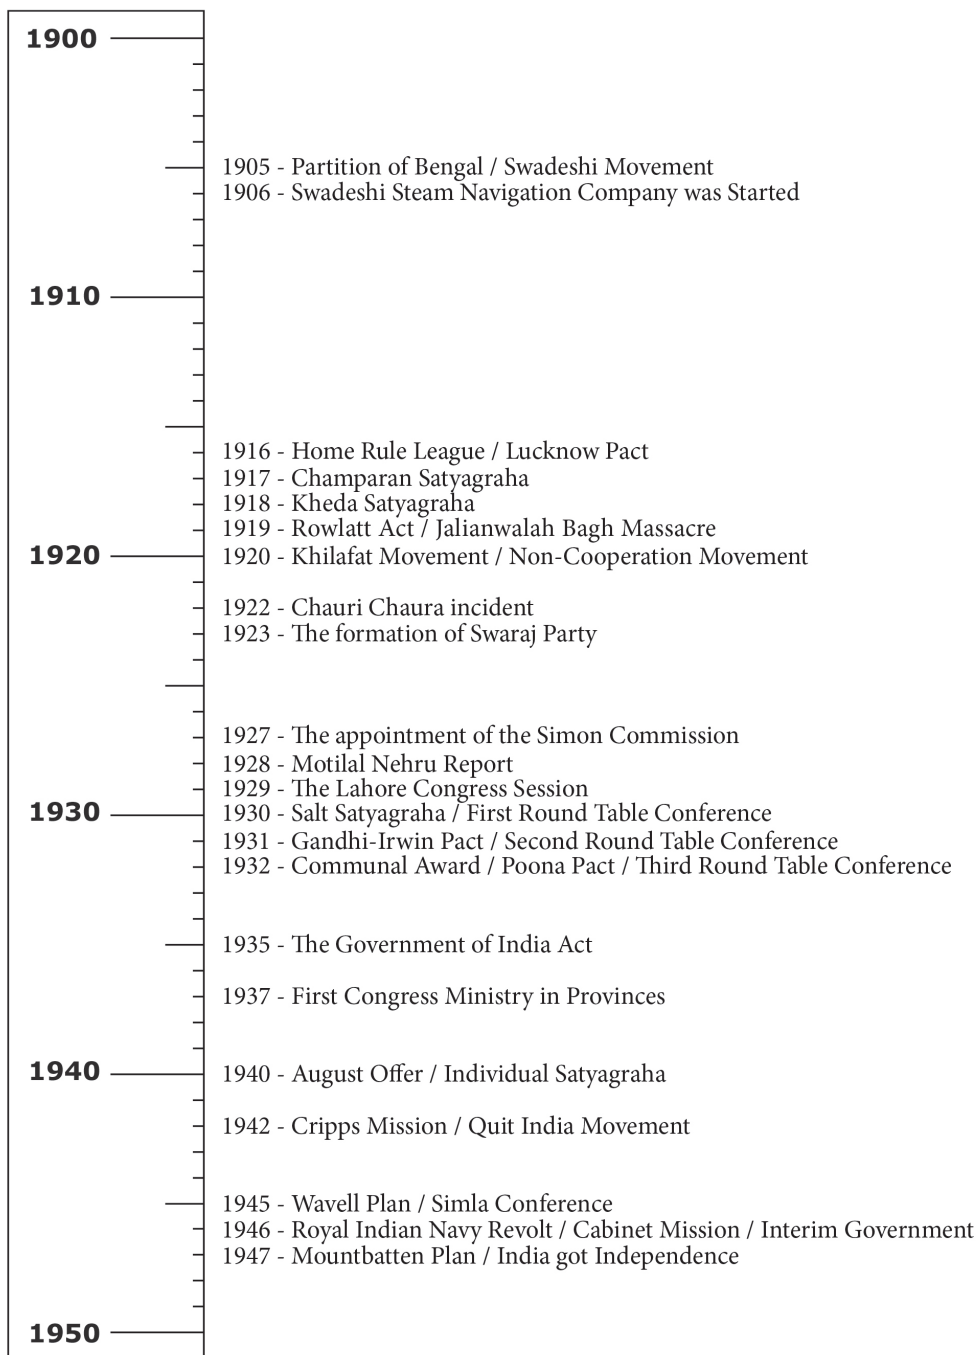 1900
1905 - Partition of Bengal / Swadeshi Movement
1906 - Swadeshi Steam Navigation Company was Started
1910
1916 - Home Rule League / Lucknow Pact
1917 - Champaran Satyagraha
1918 - Kheda Satyagraha
1919 - Rowlatt Act / Jalianwalah Bagh Massacre
1920
1920 - Khilafat Movement / Non-Cooperation Movement
1922 - Chauri Chaura incident
1923 - The formation of Swaraj Party
1927 - The appointment of the Simon Commission
1928 - Motilal Nehru Report
1929 - The Lahore Congress Session
1930
1930 - Salt Satyagraha / First Round Table Conference
1931 - Gandhi-Irwin Pact / Second Round Table Conference
1932 - Communal Award / Poona Pact / Third Round Table Conference
1935 - The Government of India Act
1937 - First Congress Ministry in Provinces
1940
1940 - August Offer / Individual Satyagraha
1942 - Cripps Mission / Quit India Movement
1945 - Wavell Plan / Simla Conference
1946 - Royal Indian Navy Revolt / Cabinet Mission / Interim Government
1947 - Mountbatten Plan / India got Independence
1950